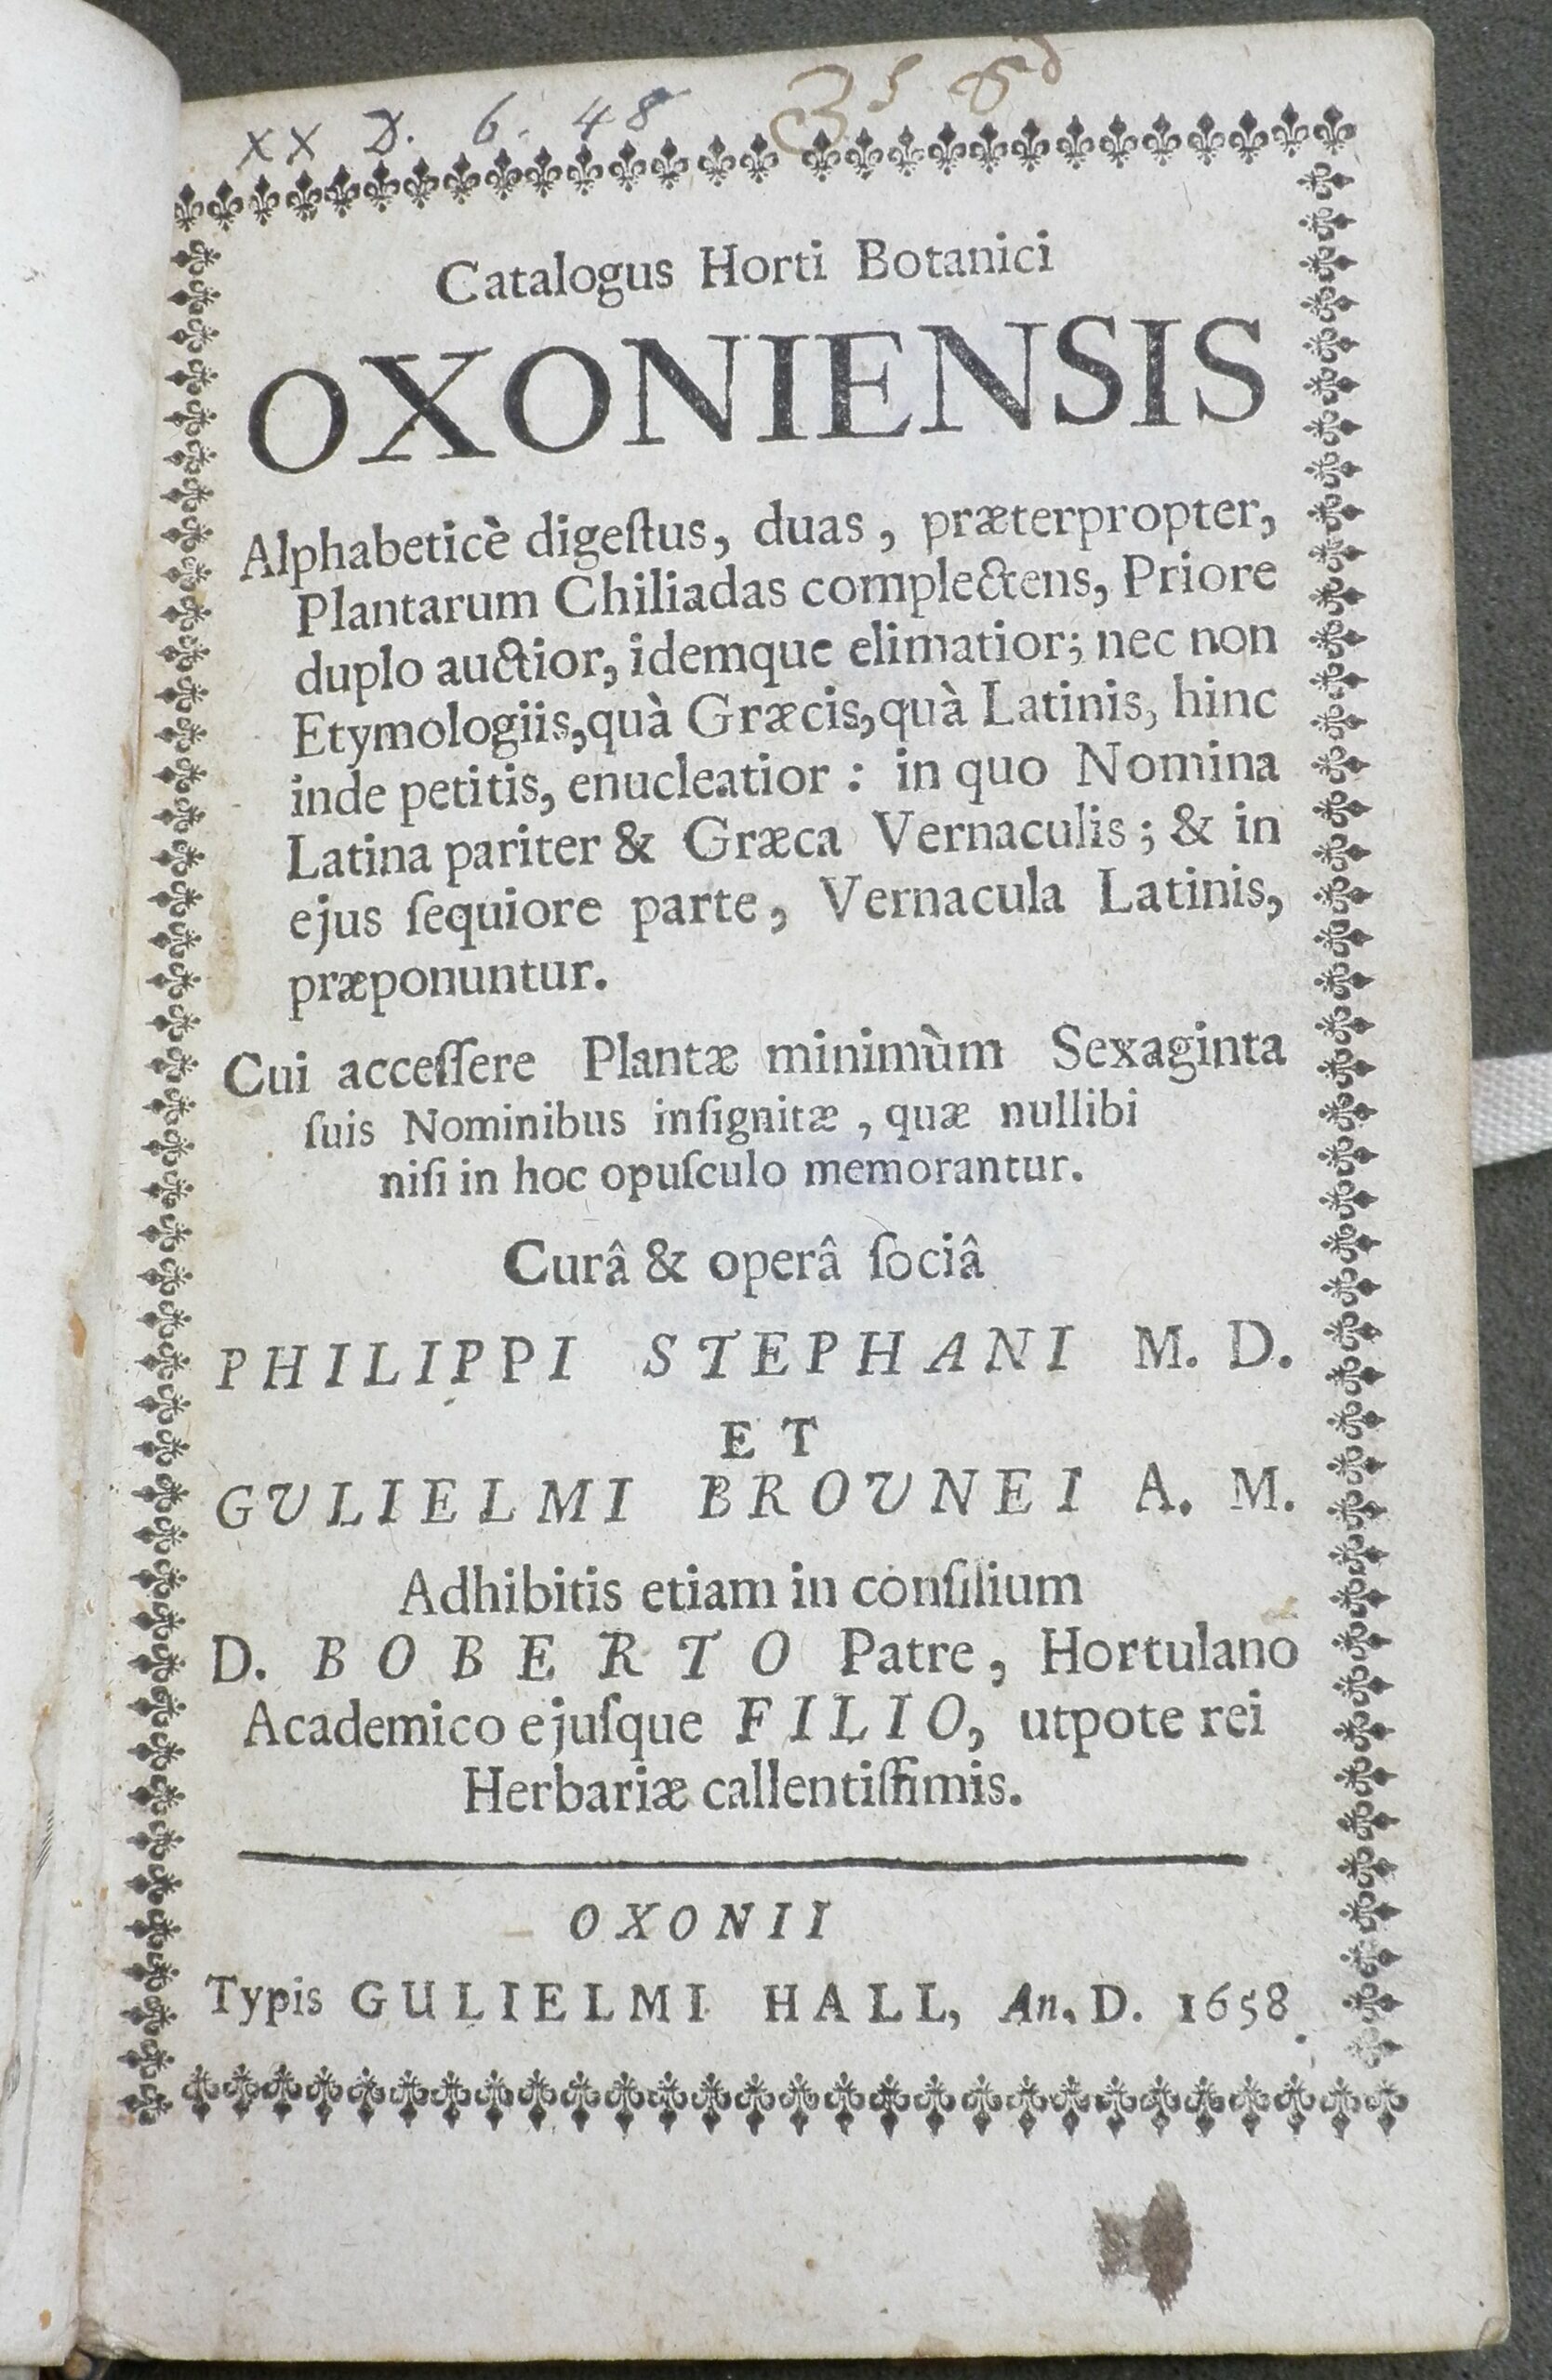 xx D. 6. 48
3s 8d
Catalogus Horti Botanici
OXONIENSIS
Alphabeticè digeſtus, duas, præterpropter,
Plantarum Chiliadas complectens, Priore
duplo auctior, idemque elimatior; nec non
Etymologiis, quà Græcis, quà Latinis, hinc
inde petitis, enucleatior: in quo Nomina
Latina pariter & Græca Vernaculis; & in
ejus ſequiore parte, Vernacula Latinis,
præponuntur.
Cui acceſſere Plantæ minimùm Sexaginta
ſuis Nominibus inſignitæ, quæ nullibi
niſi in hoc opuſculo memorantur.
Curâ & operâ ſociâ
PHILIPPI STEPHANI M. D.
ET
GULIELMI BROUNEI A. M.
Adhibitis etiam in conſilium
D. BOBERTO Patre, Hortulano
Academico ejuſque FILIO, utpote rei
Herbariæ callentiſſimis.
OXONII
Typis GULIELMI HALL, An. D. 1658.